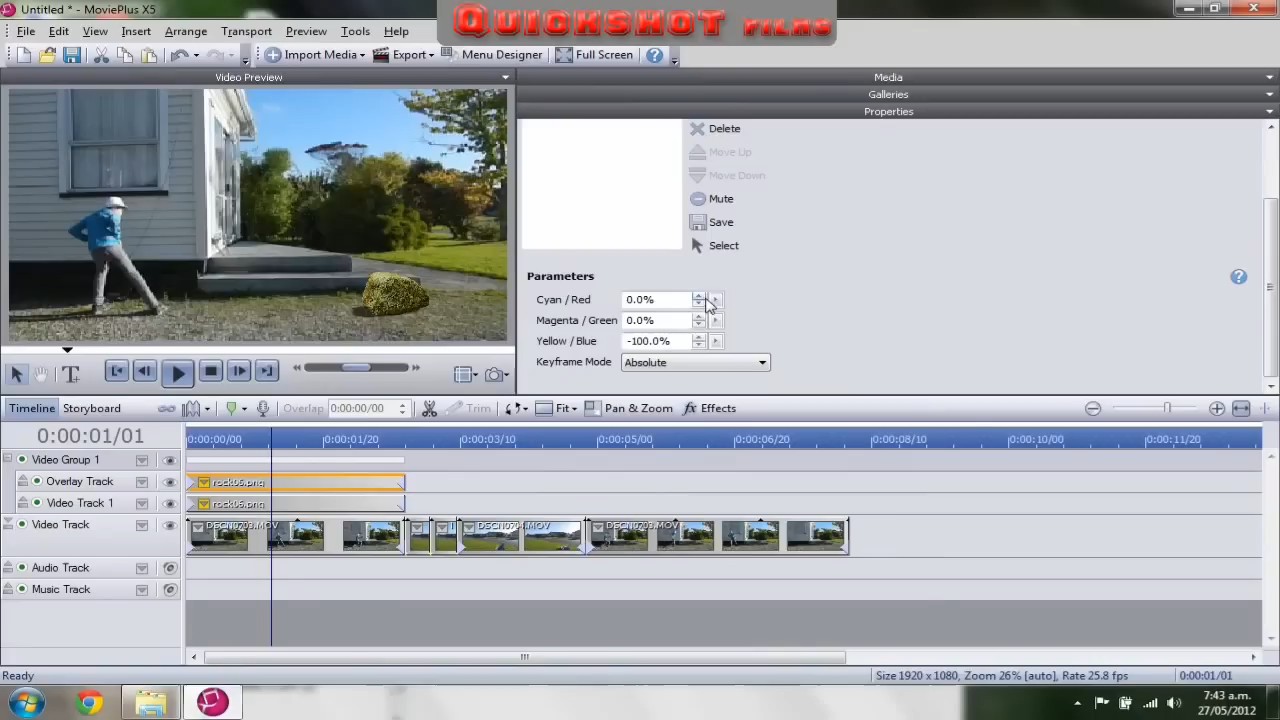 Untitled * - MoviePlus X5
QUICKSHOT FILMS
File Edit View Insert Arrange Transport Preview Tools Help
Import Media Export Menu Designer Full Screen
Video Preview
Media
Galleries
Properties
Delete
Move Up
Move Down
Mute
Save
Select
Parameters
Cyan / Red 0.0%
Magenta / Green 0.0%
Yellow / Blue -100.0%
Keyframe Mode Absolute
Timeline Storyboard Overlap 0:00:00/00 Trim Fit Pan & Zoom fx Effects
0:00:01/01
0:00:00/00 0:00:01/20 0:00:03/10 0:00:05/00 0:00:06/20 0:00:08/10 0:00:10/00 0:00:11/20
Video Group 1
Overlay Track rock06.png
Video Track 1 rock06.png
Video Track DSCN0703.MOV DSCN0704.MOV DSCN0703.MOV
Audio Track
Music Track
Ready Size 1920 x 1080, Zoom 26% [auto], Rate 25.8 fps 0:00:01/01
7:43 a.m.
27/05/2012